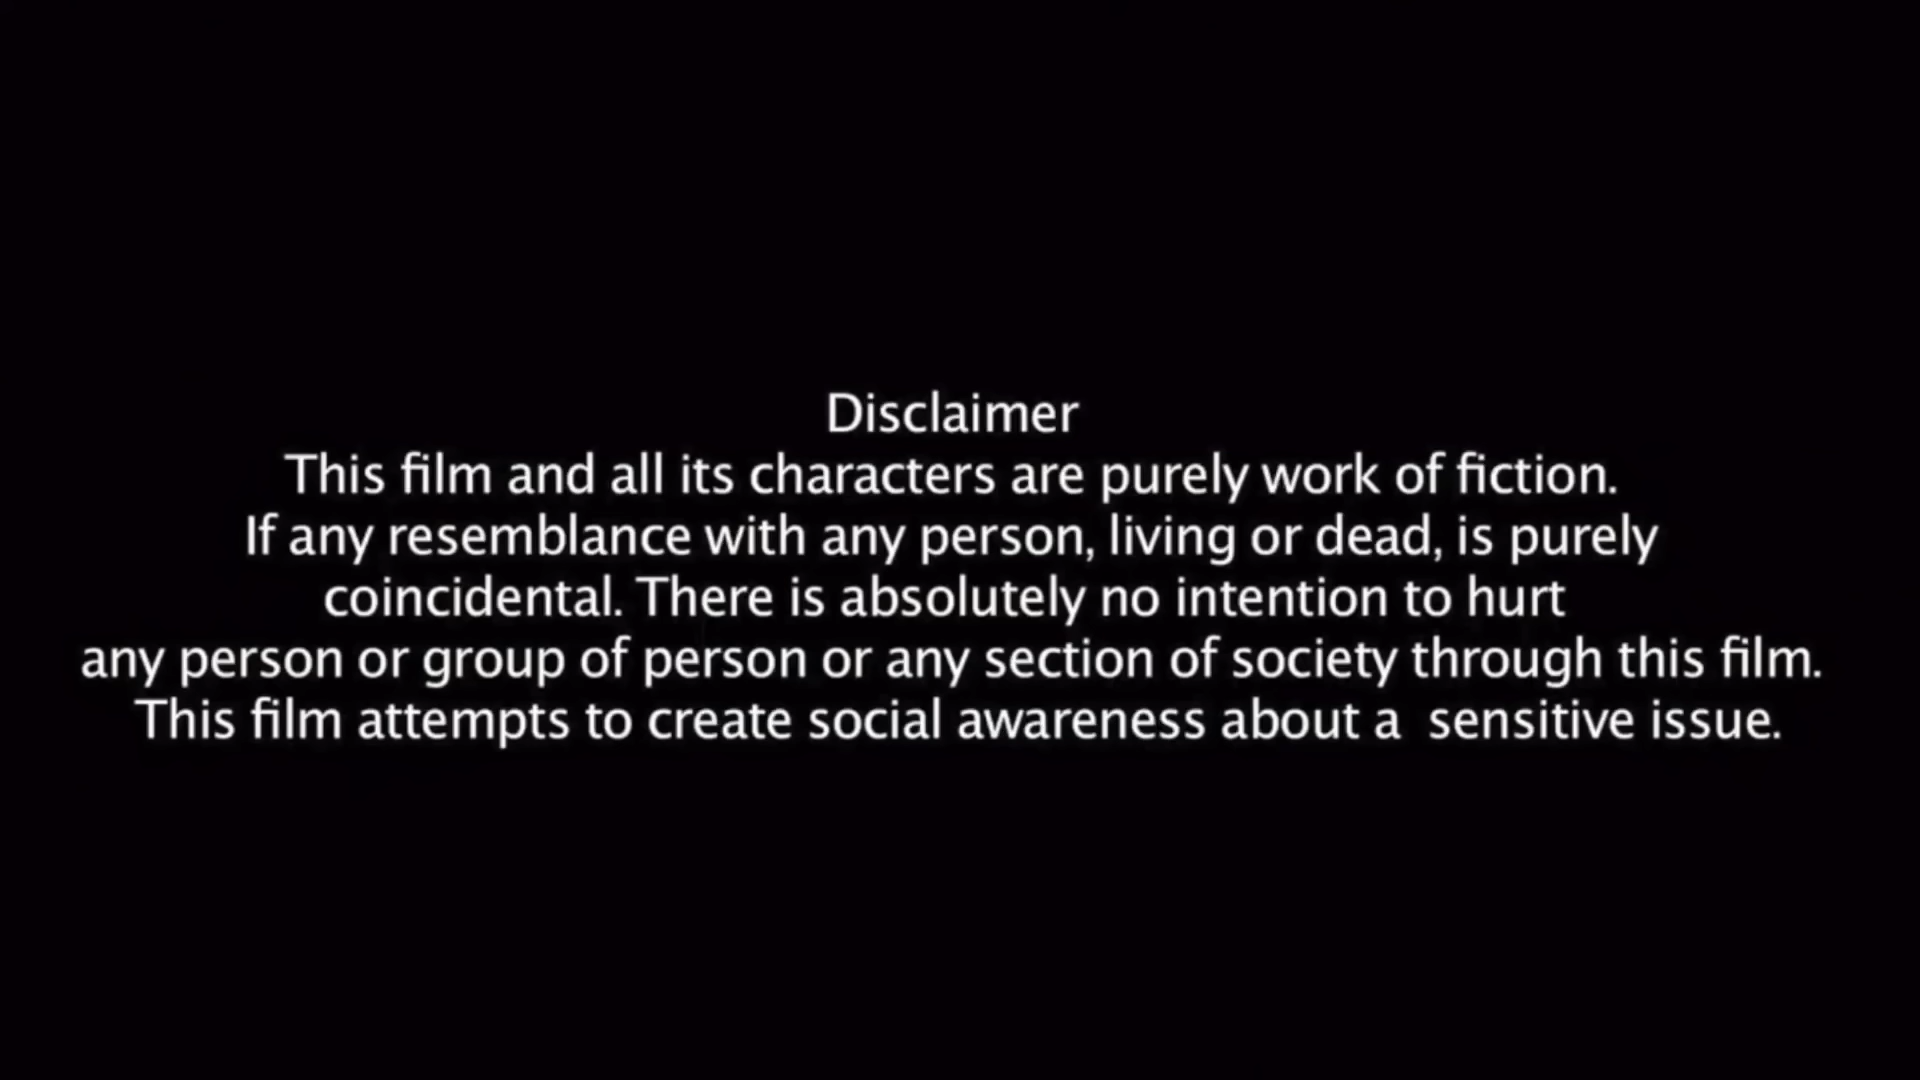 Disclaimer
This film and all its characters are purely work of fiction.
If any resemblance with any person, living or dead, is purely
coincidental. There is absolutely no intention to hurt
any person or group of person or any section of society through this film.
This film attempts to create social awareness about a  sensitive issue.